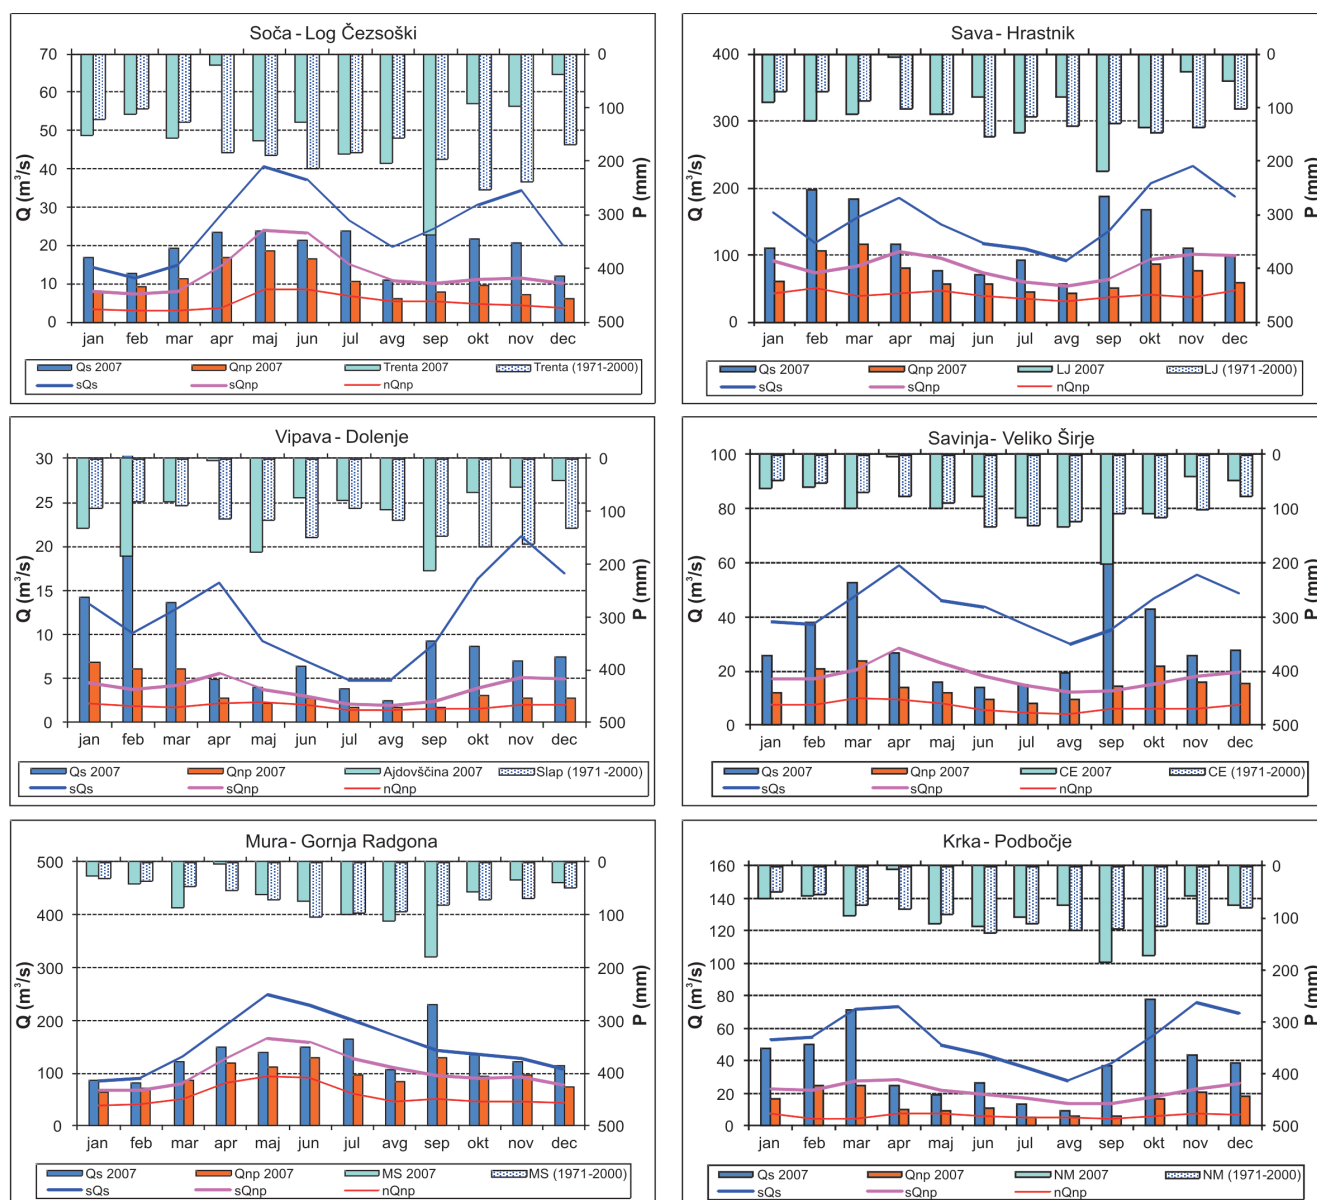 Soča - Log Čezsoški
Q (m³/s)
70
60
50
40
30
20
10
0
0
100
200
300
400
500
P (mm)
jan feb mar apr maj jun jul avg sep okt nov dec
Qs 2007 Qnp 2007 Trenta 2007 Trenta (1971-2000)
sQs sQnp nQnp
Sava - Hrastnik
Q (m³/s)
400
300
200
100
0
0
100
200
300
400
500
P (mm)
jan feb mar apr maj jun jul avg sep okt nov dec
Qs 2007 Qnp 2007 LJ 2007 LJ (1971-2000)
sQs sQnp nQnp
Vipava - Dolenje
Q (m³/s)
30
25
20
15
10
5
0
0
100
200
300
400
500
P (mm)
jan feb mar apr maj jun jul avg sep okt nov dec
Qs 2007 Qnp 2007 Ajdovščina 2007 Slap (1971-2000)
sQs sQnp nQnp
Savinja - Veliko Širje
Q (m³/s)
100
80
60
40
20
0
0
100
200
300
400
500
P (mm)
jan feb mar apr maj jun jul avg sep okt nov dec
Qs 2007 Qnp 2007 CE 2007 CE (1971-2000)
sQs sQnp nQnp
Mura - Gornja Radgona
Q (m³/s)
500
400
300
200
100
0
0
100
200
300
400
500
P (mm)
jan feb mar apr maj jun jul avg sep okt nov dec
Qs 2007 Qnp 2007 MS 2007 MS (1971-2000)
sQs sQnp nQnp
Krka - Podbočje
Q (m³/s)
160
140
120
100
80
60
40
20
0
0
100
200
300
400
500
P (mm)
jan feb mar apr maj jun jul avg sep okt nov dec
Qs 2007 Qnp 2007 NM 2007 NM (1971-2000)
sQs sQnp nQnp